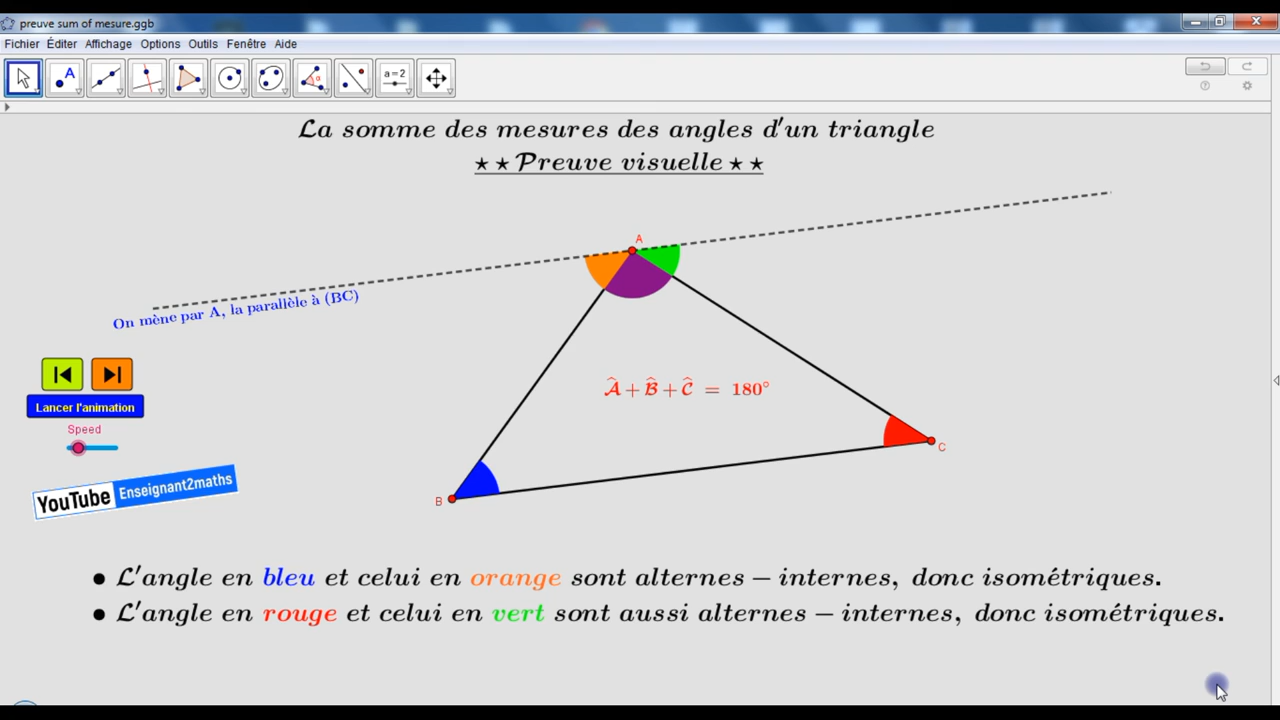 preuve sum of mesure.ggb
Fichier Éditer Affichage Options Outils Fenêtre Aide
A
α
a=2
La somme des mesures des angles d'un triangle
★★Preuve visuelle★★
A
On mène par A, la parallèle à (BC)
Â + B̂ + Ĉ = 180°
Lancer l'animation
Speed
C
YouTube Enseignant2maths
B
• L'angle en bleu et celui en orange sont alternes – internes, donc isométriques.
• L'angle en rouge et celui en vert sont aussi alternes – internes, donc isométriques.